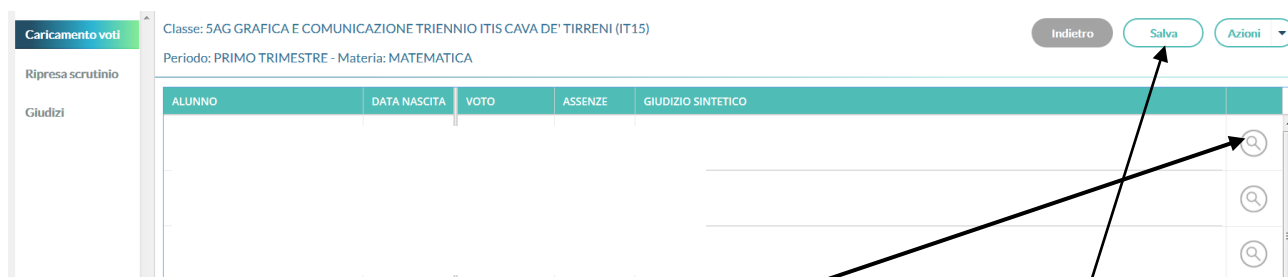 Caricamento voti
Ripresa scrutinio
Giudizi
Classe: 5AG GRAFICA E COMUNICAZIONE TRIENNIO ITIS CAVA DE' TIRRENI (IT15)
Periodo: PRIMO TRIMESTRE - Materia: MATEMATICA
Indietro Salva Azioni
ALUNNO DATA NASCITA VOTO ASSENZE GIUDIZIO SINTETICO